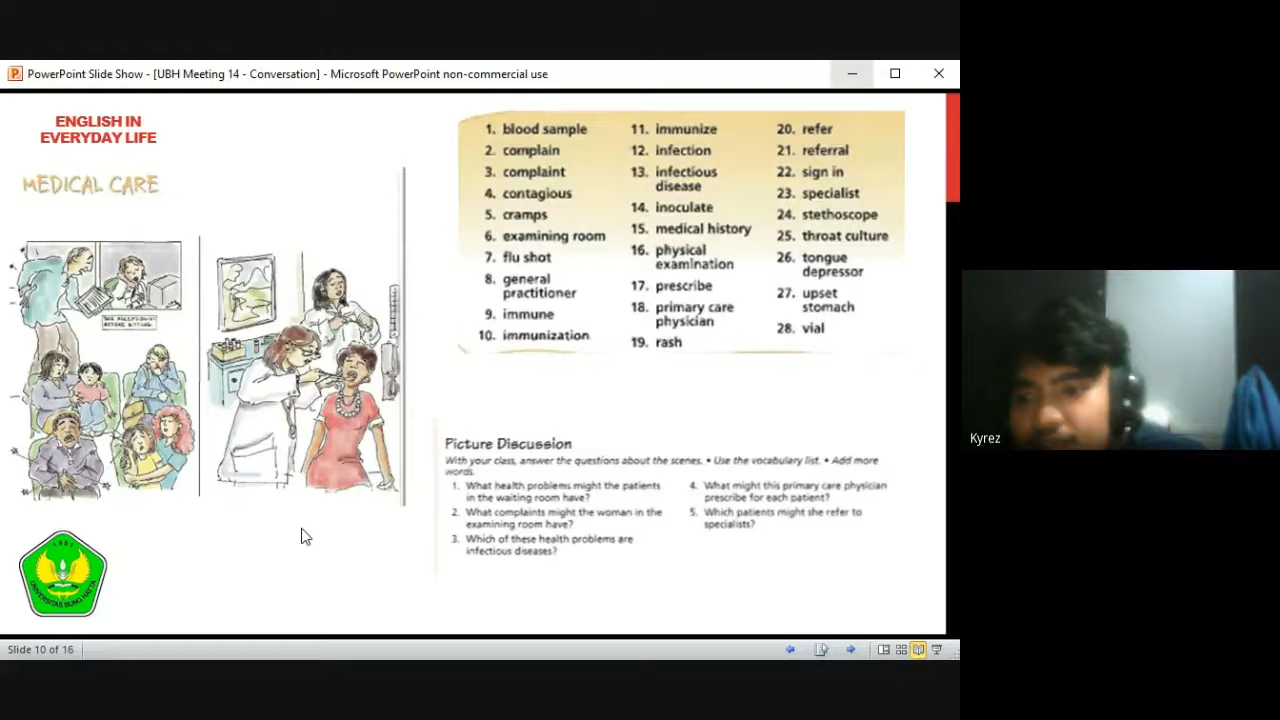 PowerPoint Slide Show - [UBH Meeting 14 - Conversation] - Microsoft PowerPoint non-commercial use
ENGLISH IN
EVERYDAY LIFE
MEDICAL CARE
SEE RECEPTIONIST
BEFORE SITTING
1. blood sample
2. complain
3. complaint
4. contagious
5. cramps
6. examining room
7. flu shot
8. general
practitioner
9. immune
10. immunization
11. immunize
12. infection
13. infectious
disease
14. inoculate
15. medical history
16. physical
examination
17. prescribe
18. primary care
physician
19. rash
20. refer
21. referral
22. sign in
23. specialist
24. stethoscope
25. throat culture
26. tongue
depressor
27. upset
stomach
28. vial
Picture Discussion
With your class, answer the questions about the scenes. • Use the vocabulary list. • Add more
words.
1. What health problems might the patients
in the waiting room have?
2. What complaints might the woman in the
examining room have?
3. Which of these health problems are
infectious diseases?
4. What might this primary care physician
prescribe for each patient?
5. Which patients might she refer to
specialists?
1981
UNIVERSITAS BUNG HATTA
Slide 10 of 16
Kyrez